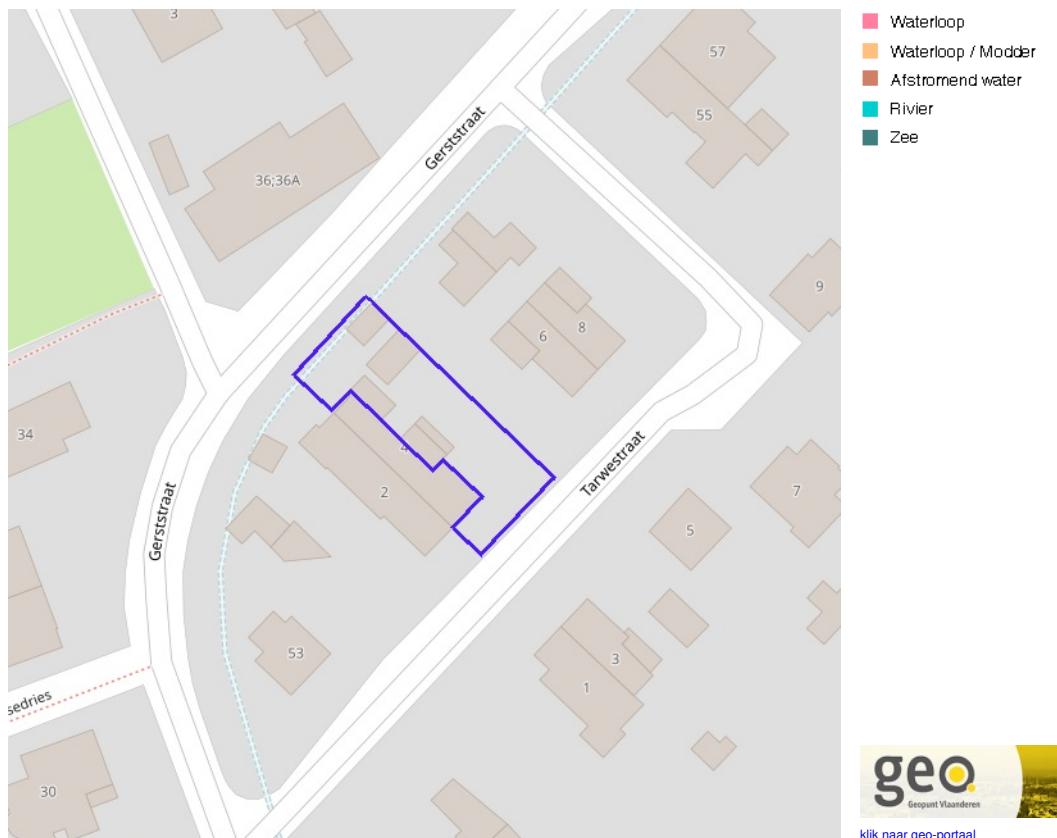 3
57
55
Gerststraat
36;36A
9
6
8
34
4
2
Tarwestraat
7
5
Gerststraat
53
3
1
sedries
30
Waterloop
Waterloop / Modder
Afstromend water
Rivier
Zee
geo.
Geopunt Vlaanderen
klik naar geo-portaal